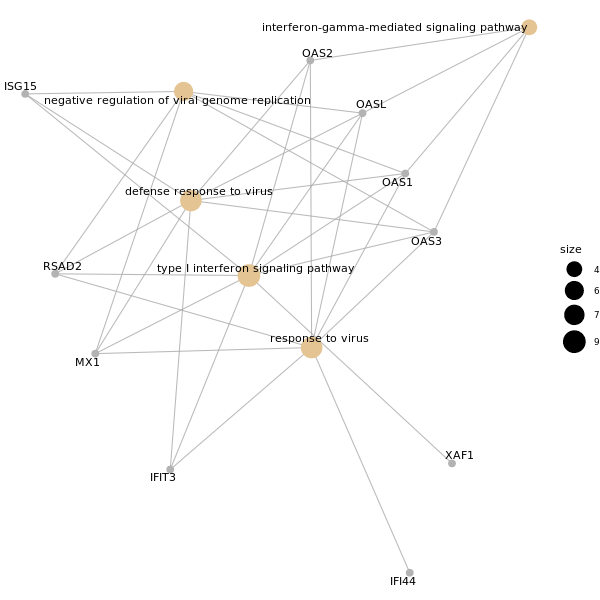 interferon-gamma-mediated signaling pathway
OAS2
ISG15
negative regulation of viral genome replication
OASL
OAS1
defense response to virus
OAS3
size
RSAD2
type I interferon signaling pathway
4
6
7
9
response to virus
MX1
XAF1
IFIT3
IFI44